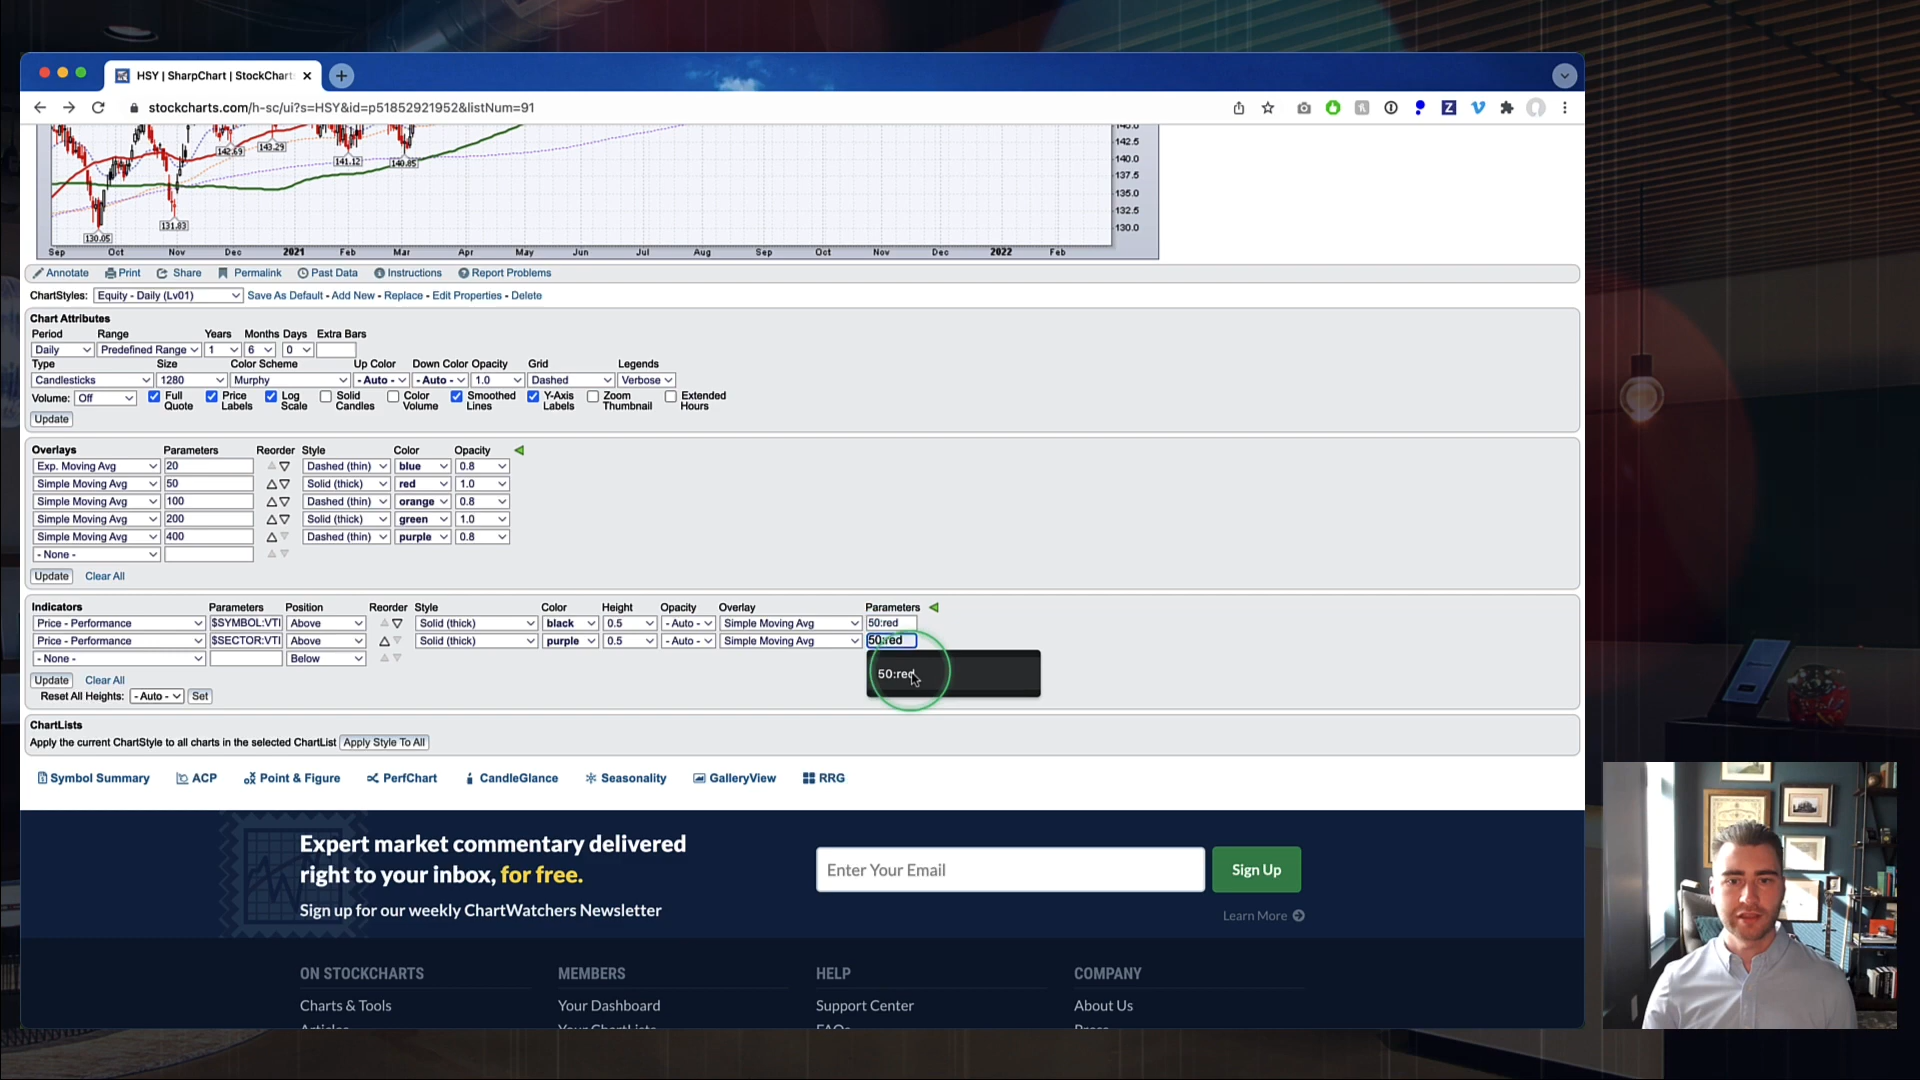 HSY | SharpChart | StockChart
stockcharts.com/h-sc/ui?s=HSY&id=p51852921952&listNum=91
142.69 143.29 141.12 140.85
131.83
130.05
142.5
140.0
137.5
135.0
132.5
130.0
Sep Oct Nov Dec 2021 Feb Mar Apr May Jun Jul Aug Sep Oct Nov Dec 2022 Feb
Annotate Print Share Permalink Past Data Instructions Report Problems
ChartStyles: Equity - Daily (Lv01) Save As Default - Add New - Replace - Edit Properties - Delete
Chart Attributes
Period Range Years Months Days Extra Bars
Daily Predefined Range 1 6 0
Type Size Color Scheme Up Color Down Color Opacity Grid Legends
Candlesticks 1280 Murphy - Auto - - Auto - 1.0 Dashed Verbose
Volume: Off Full Quote Price Labels Log Scale Solid Candles Color Volume Smoothed Lines Y-Axis Labels Zoom Thumbnail Extended Hours
Update
Overlays Parameters Reorder Style Color Opacity
Exp. Moving Avg 20 Dashed (thin) blue 0.8
Simple Moving Avg 50 Solid (thick) red 1.0
Simple Moving Avg 100 Dashed (thin) orange 0.8
Simple Moving Avg 200 Solid (thick) green 1.0
Simple Moving Avg 400 Dashed (thin) purple 0.8
- None -
Update Clear All
Indicators Parameters Position Reorder Style Color Height Opacity Overlay Parameters
Price - Performance $SYMBOL:VTI Above Solid (thick) black 0.5 - Auto - Simple Moving Avg 50:red
Price - Performance $SECTOR:VTI Above Solid (thick) purple 0.5 - Auto - Simple Moving Avg 50:red
- None - Below
50:red
Update Clear All
Reset All Heights: - Auto - Set
ChartLists
Apply the current ChartStyle to all charts in the selected ChartList Apply Style To All
Symbol Summary ACP Point & Figure PerfChart CandleGlance Seasonality GalleryView RRG
Expert market commentary delivered
right to your inbox, for free.
Sign up for our weekly ChartWatchers Newsletter
Enter Your Email Sign Up
Learn More
ON STOCKCHARTS MEMBERS HELP COMPANY
Charts & Tools Your Dashboard Support Center About Us